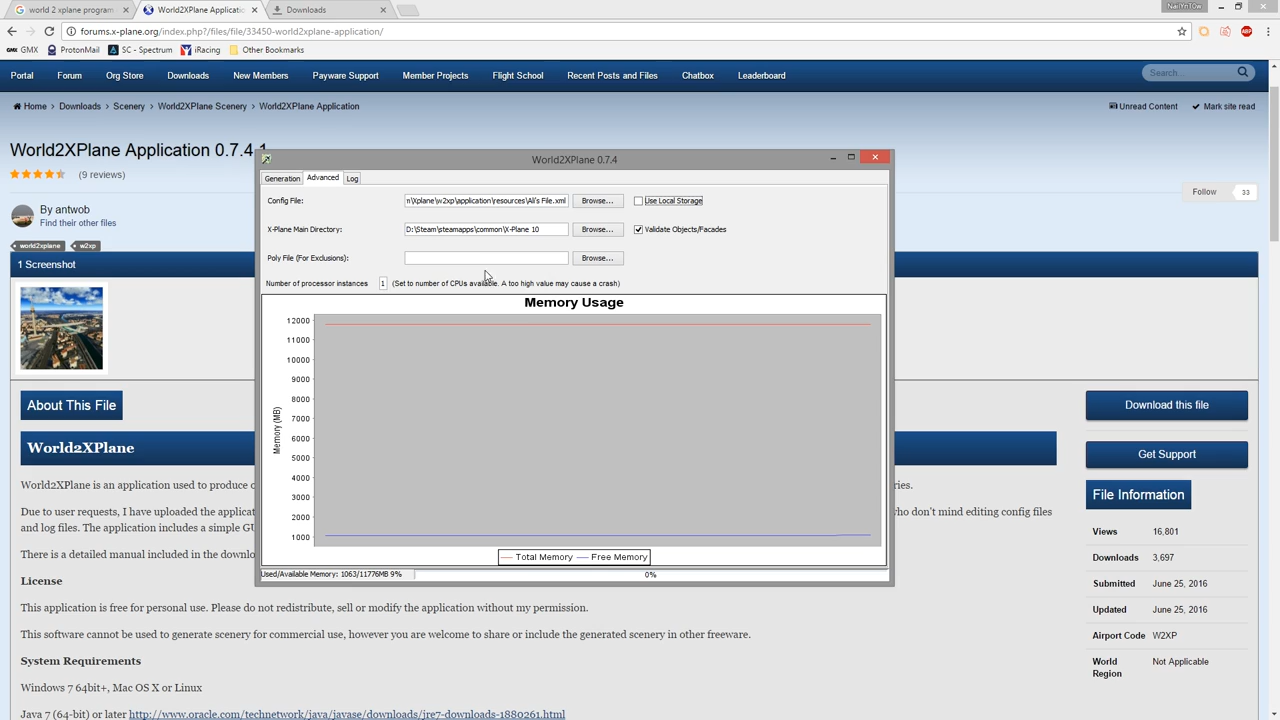 world 2 xplane program
World2XPlane Applicatio
Downloads
NailYnTOw
forums.x-plane.org/index.php?/files/file/33450-world2xplane-application/
GMX
ProtonMail
SC - Spectrum
iRacing
Other Bookmarks
Portal
Forum
Org Store
Downloads
New Members
Payware Support
Member Projects
Flight School
Recent Posts and Files
Chatbox
Leaderboard
Search...
Home > Downloads > Scenery > World2XPlane Scenery > World2XPlane Application
Unread Content
Mark site read
World2XPlane Application 0.7.4.1
(9 reviews)
Follow
33
By antwob
Find their other files
world2xplane
w2xp
1 Screenshot
World2XPlane 0.7.4
Generation
Advanced
Log
Config File:
n\Xplane\w2xp\application\resources\Ali's File.xml
Browse...
Use Local Storage
X-Plane Main Directory:
D:\Steam\steamapps\common\X-Plane 10
Browse...
Validate Objects/Facades
Poly File (For Exclusions):
Browse...
Number of processor instances
1
(Set to number of CPUs available. A too high value may cause a crash)
Memory Usage
12000
11000
10000
9000
8000
7000
6000
5000
4000
3000
2000
1000
Memory (MB)
Total Memory
Free Memory
Used/Available Memory: 1063/11776MB 9%
0%
About This File
World2XPlane
World2XPlane is an application used to produce
ries.
Due to user requests, I have uploaded the applica
who don't mind editing config files
and log files. The application includes a simple GU
There is a detailed manual included in the downlo
License
This application is free for personal use. Please do not redistribute, sell or modify the application without my permission.
This software cannot be used to generate scenery for commercial use, however you are welcome to share or include the generated scenery in other freeware.
System Requirements
Windows 7 64bit+, Mac OS X or Linux
Java 7 (64-bit) or later http://www.oracle.com/technetwork/java/javase/downloads/jre7-downloads-1880261.html
Download this file
Get Support
File Information
Views
16,801
Downloads
3,697
Submitted
June 25, 2016
Updated
June 25, 2016
Airport Code
W2XP
World
Region
Not Applicable